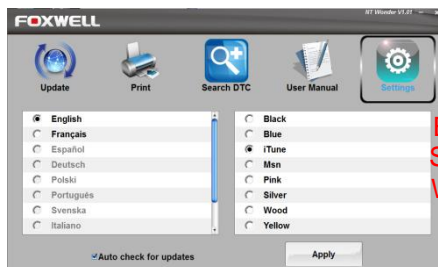 NT Wonder V1.01
FOXWELL
Update Print Search DTC User Manual Settings
English Black
Français Blue
Español iTune
Deutsch Msn
Polski Pink
Português Silver
Svenska Wood
Italiano Yellow
Auto check for updates Apply